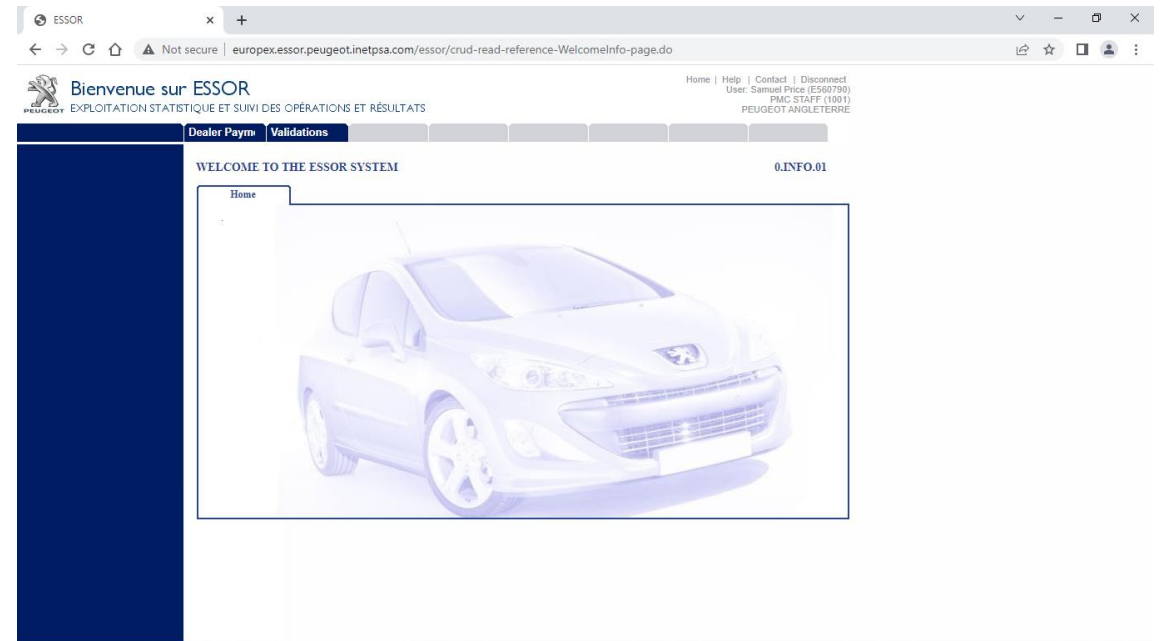 ESSOR
Not secure | europex.essor.peugeot.inetpsa.com/essor/crud-read-reference-WelcomeInfo-page.do
PEUGEOT
Bienvenue sur ESSOR
EXPLOITATION STATISTIQUE ET SUIVI DES OPÉRATIONS ET RÉSULTATS
Home | Help | Contact | Disconnect
User: Samuel Price (E560790)
PMC STAFF (1001)
PEUGEOT ANGLETERRE
Dealer Payme Validations
WELCOME TO THE ESSOR SYSTEM 0.INFO.01
Home